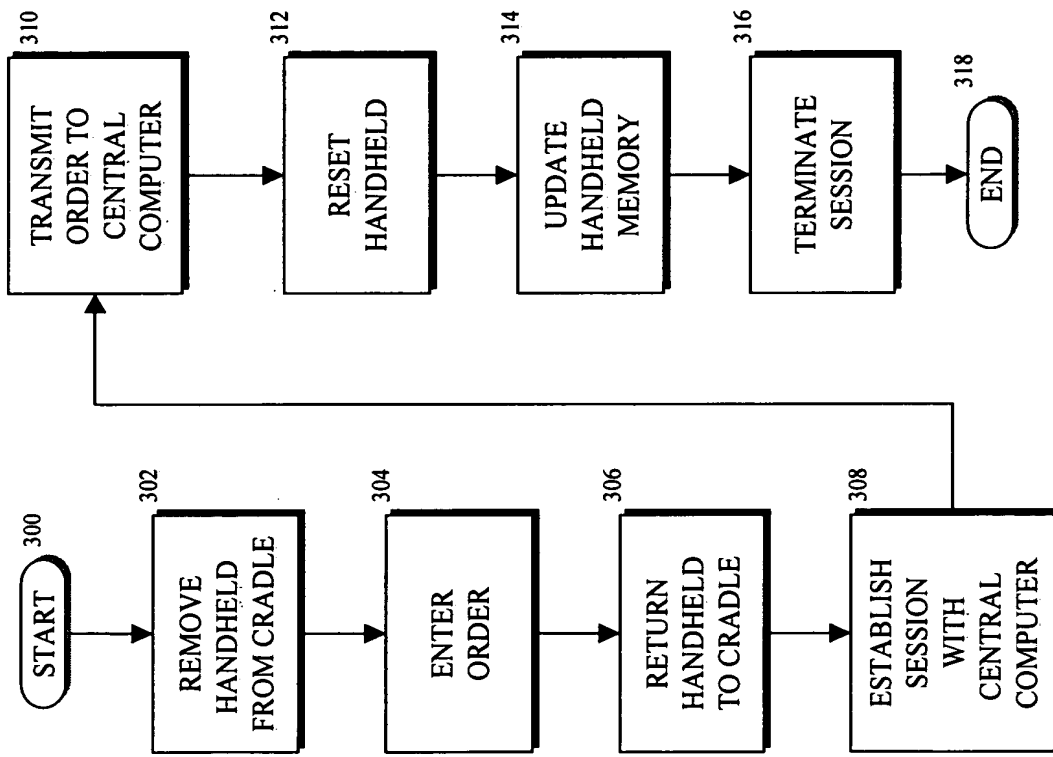 300
START
302
REMOVE
HANDHELD
FROM CRADLE
304
ENTER
ORDER
306
RETURN
HANDHELD
TO CRADLE
308
ESTABLISH
SESSION
WITH
CENTRAL
COMPUTER
310
TRANSMIT
ORDER TO
CENTRAL
COMPUTER
312
RESET
HANDHELD
314
UPDATE
HANDHELD
MEMORY
316
TERMINATE
SESSION
318
END